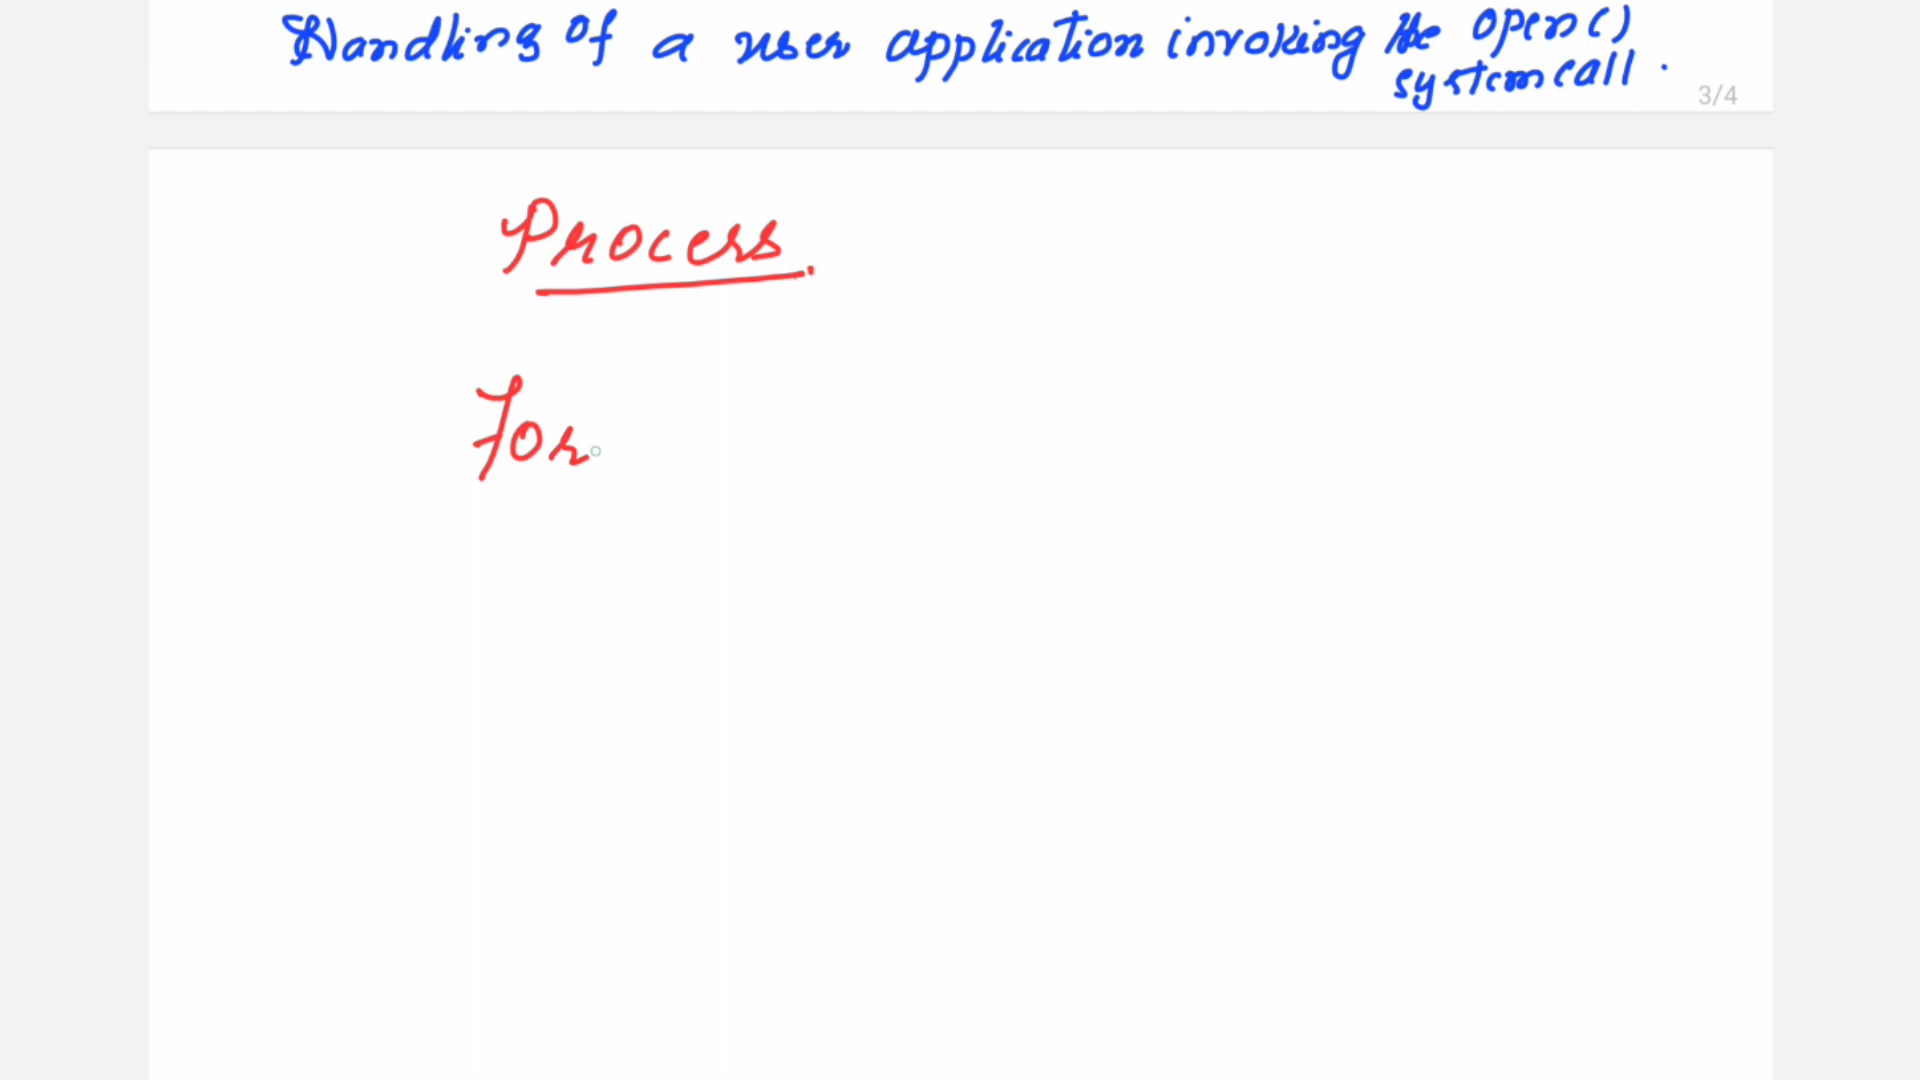 Handling of a user application invoking the open()
system call.
3/4
Process.
For